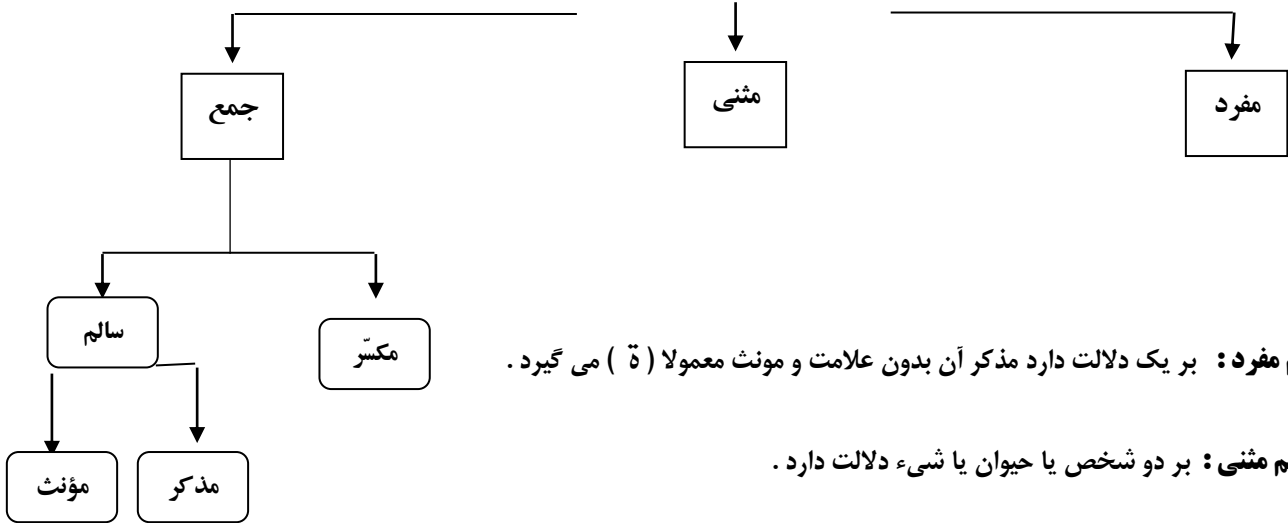 مفرد
مثنی
جمع
سالم
مکسّر
مفرد : بر یک دلالت دارد مذکر آن بدون علامت و مونث معمولا ( ة ) می گیرد .
مذکر
مؤنث
مثنی : بر دو شخص یا حیوان یا شیء دلالت دارد .